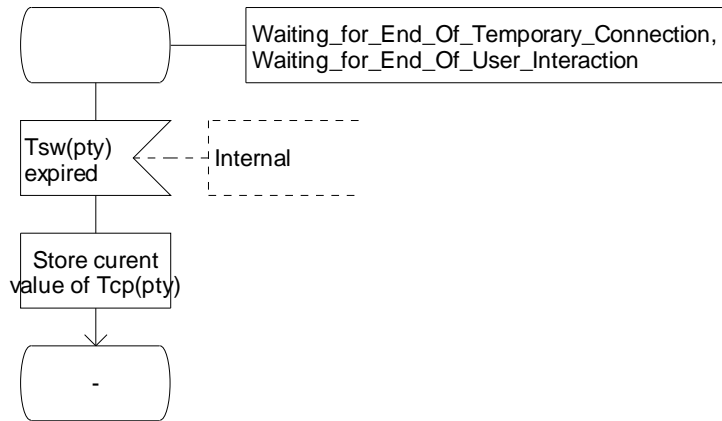 Waiting_for_End_Of_Temporary_Connection,
Waiting_for_End_Of_User_Interaction
Tsw(pty)
expired
Internal
Store curent
value of Tcp(pty)
-